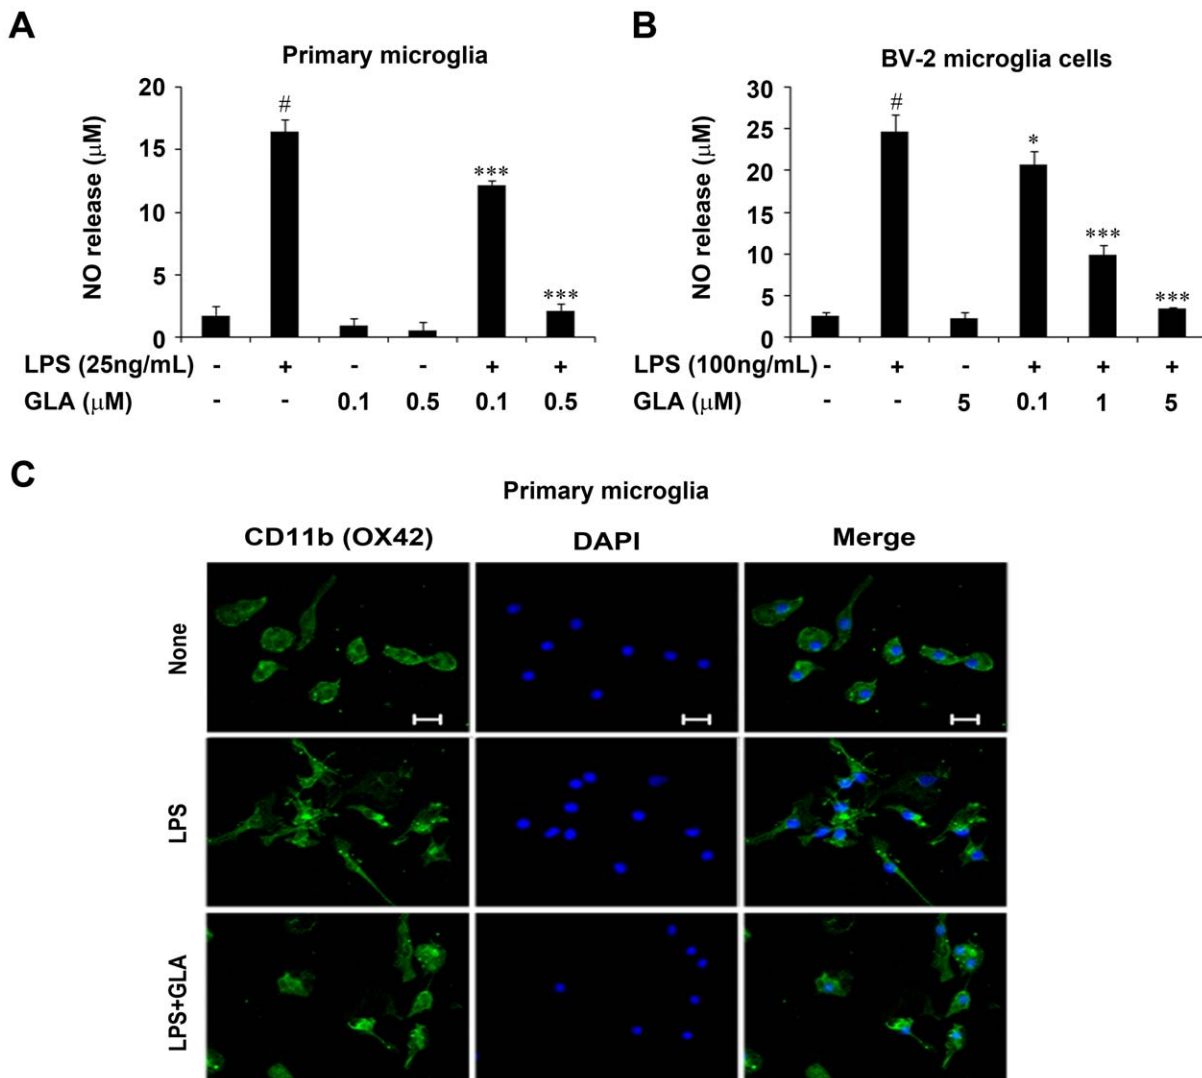 A
Primary microglia
NO release (μM)
20
15
10
5
0
#
***
***
LPS (25ng/mL) - + - - + +
GLA (μM) - - 0.1 0.5 0.1 0.5
B
BV-2 microglia cells
NO release (μM)
30
25
20
15
10
5
0
#
*
***
***
LPS (100ng/mL) - + - + + +
GLA (μM) - - 5 0.1 1 5
C
Primary microglia
CD11b (OX42) DAPI Merge
None
LPS
LPS+GLA